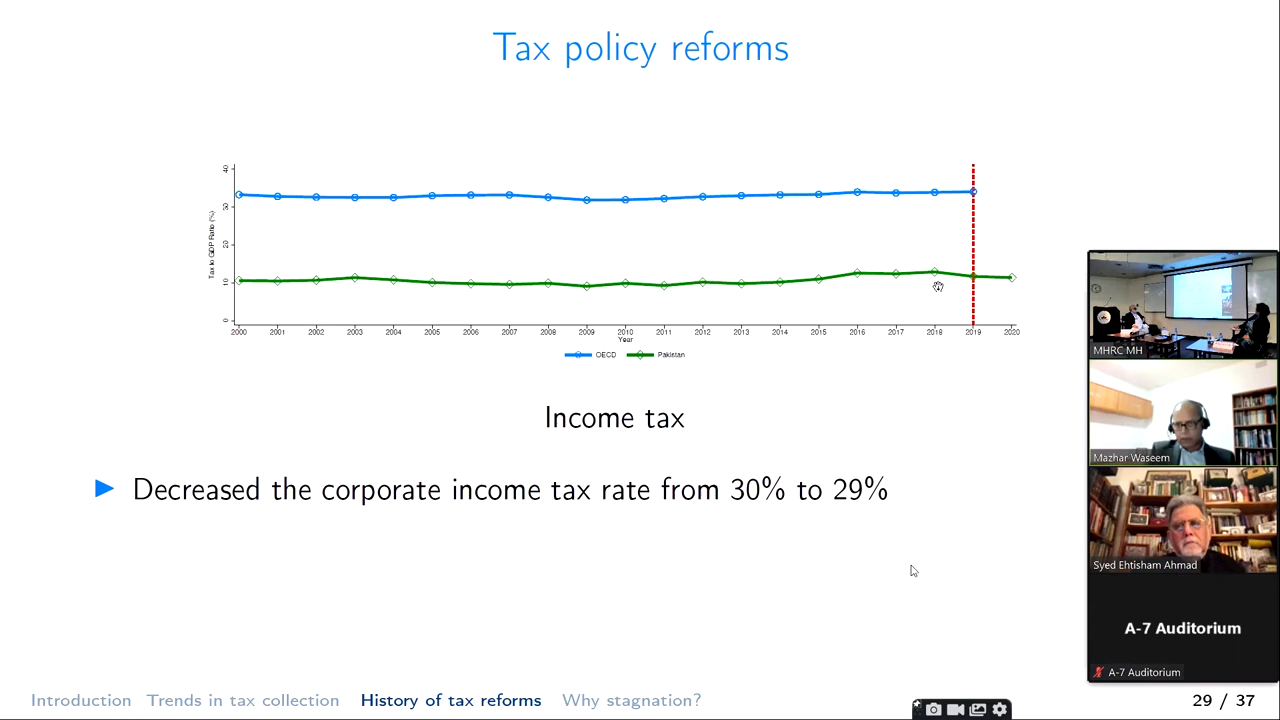 Tax policy reforms
40
30
20
10
0
Tax to GDP Ratio (%)
2000 2001 2002 2003 2004 2005 2006 2007 2008 2009 2010 2011 2012 2013 2014 2015 2016 2017 2018 2019 2020
Year
OECD Pakistan
Income tax
Decreased the corporate income tax rate from 30% to 29%
MHRC MH
Mazhar Waseem
Syed Ehtisham Ahmad
A-7 Auditorium
A-7 Auditorium
Introduction Trends in tax collection History of tax reforms Why stagnation? 29 / 37